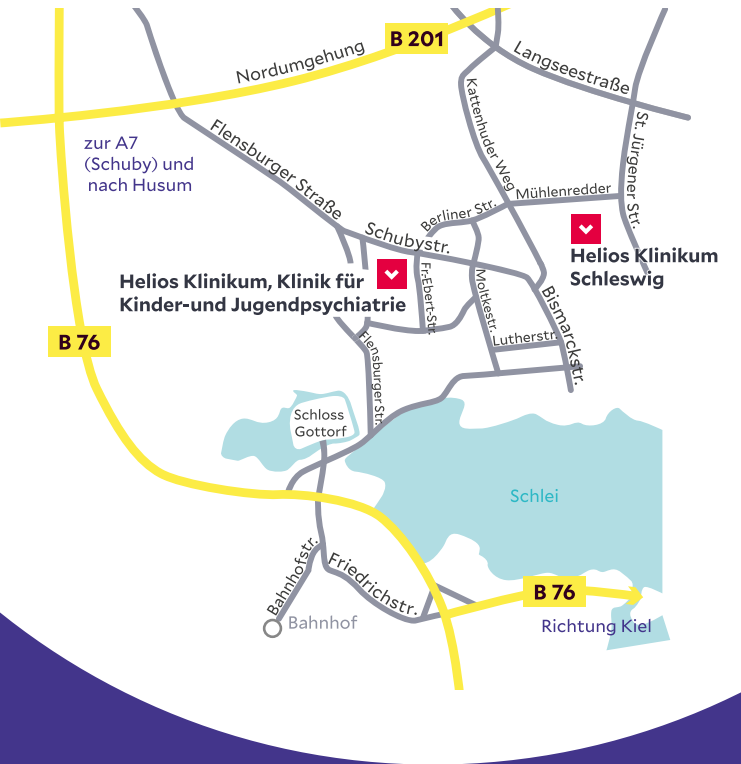 B 201
Nordumgehung
Langseestraße
zur A7
(Schuby) und
nach Husum
Flensburger Straße
Kattenhuder Weg
St. Jürgener Str.
Mühlenredder
Berliner Str.
Schubystr.
Helios Klinikum
Schleswig
Helios Klinikum, Klinik für
Kinder-und Jugendpsychiatrie
Fr.-Ebert-Str.
Moltkestr.
Bismarckstr.
Lutherstr.
B 76
Flensburger Str.
Schloss
Gottorf
Schlei
Bahnhofstr.
Friedrichstr.
B 76
Bahnhof
Richtung Kiel